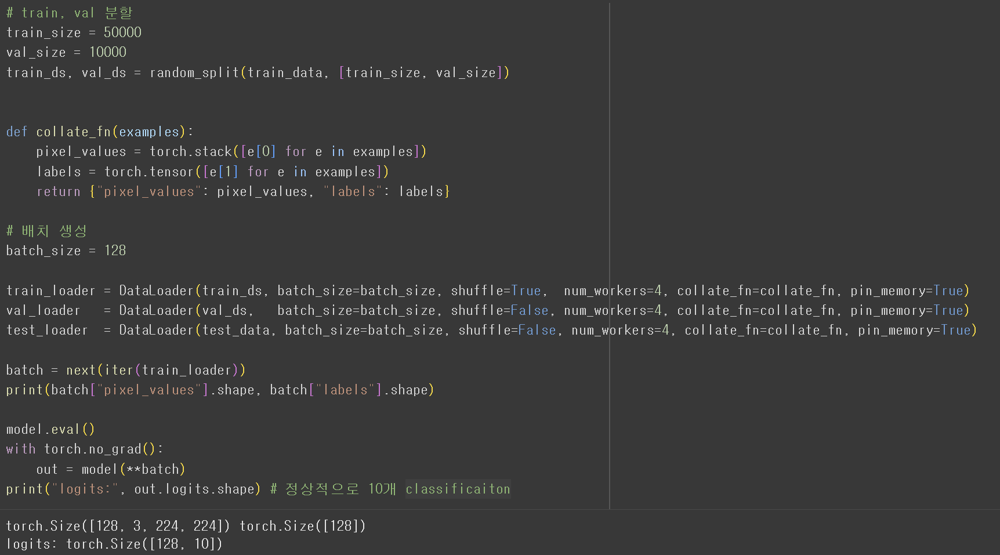 # train, val 분할
train_size = 50000
val_size = 10000
train_ds, val_ds = random_split(train_data, [train_size, val_size])
def collate_fn(examples):
    pixel_values = torch.stack([e[0] for e in examples])
    labels = torch.tensor([e[1] for e in examples])
    return {"pixel_values": pixel_values, "labels": labels}
# 배치 생성
batch_size = 128
train_loader = DataLoader(train_ds, batch_size=batch_size, shuffle=True,  num_workers=4, collate_fn=collate_fn, pin_memory=True)
val_loader   = DataLoader(val_ds,   batch_size=batch_size, shuffle=False, num_workers=4, collate_fn=collate_fn, pin_memory=True)
test_loader  = DataLoader(test_data, batch_size=batch_size, shuffle=False, num_workers=4, collate_fn=collate_fn, pin_memory=True)
batch = next(iter(train_loader))
print(batch["pixel_values"].shape, batch["labels"].shape)
model.eval()
with torch.no_grad():
    out = model(**batch)
print("logits:", out.logits.shape) # 정상적으로 10개 classificaiton
torch.Size([128, 3, 224, 224]) torch.Size([128])
logits: torch.Size([128, 10])